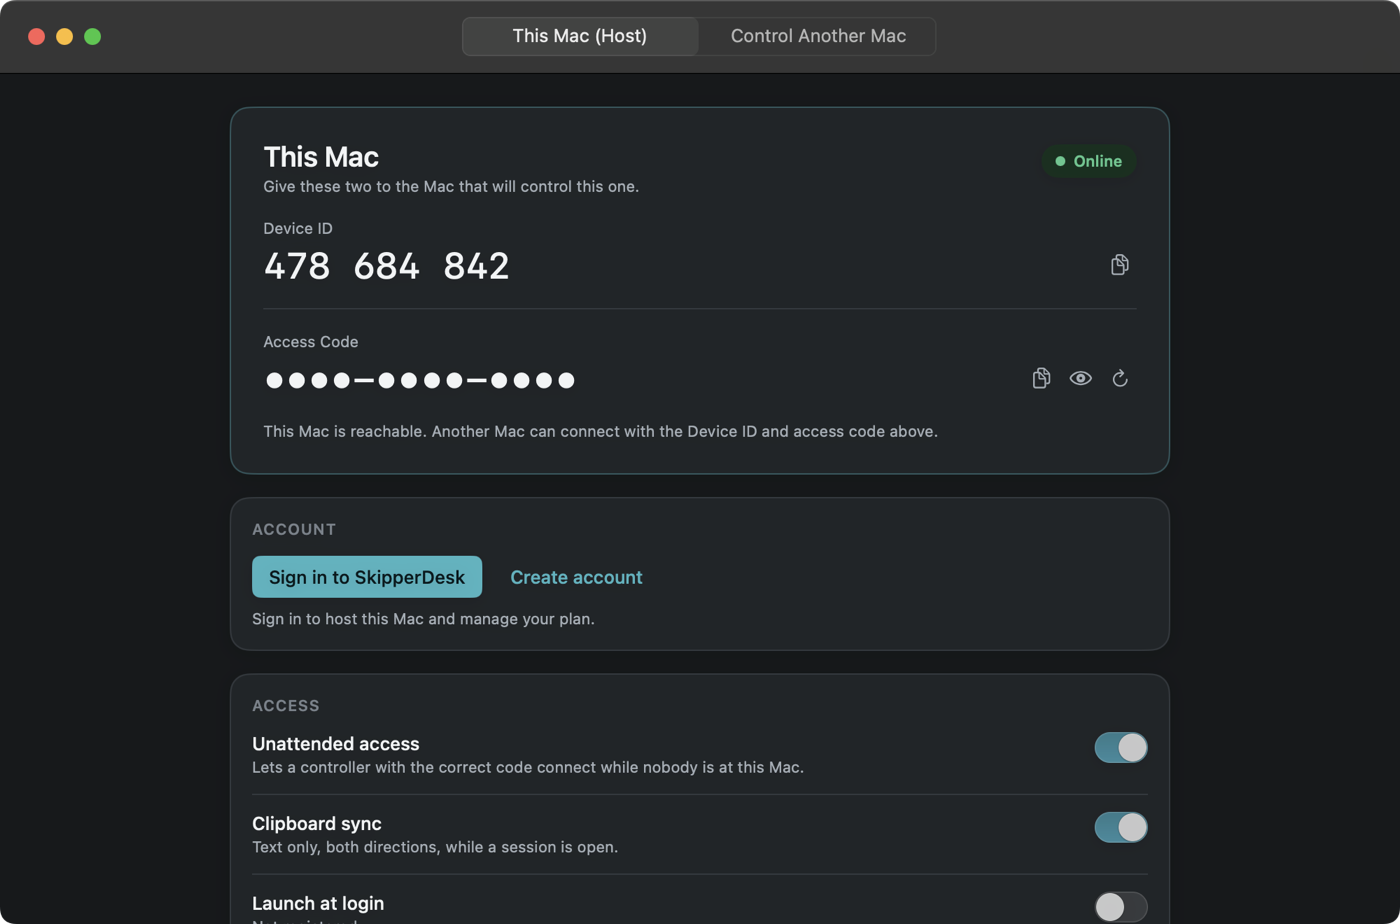 This Mac (Host)
Control Another Mac
This Mac
Online
Give these two to the Mac that will control this one.
Device ID
478 684 842
Access Code
●●●●–●●●●–●●●●
This Mac is reachable. Another Mac can connect with the Device ID and access code above.
ACCOUNT
Sign in to SkipperDesk
Create account
Sign in to host this Mac and manage your plan.
ACCESS
Unattended access
Lets a controller with the correct code connect while nobody is at this Mac.
Clipboard sync
Text only, both directions, while a session is open.
Launch at login